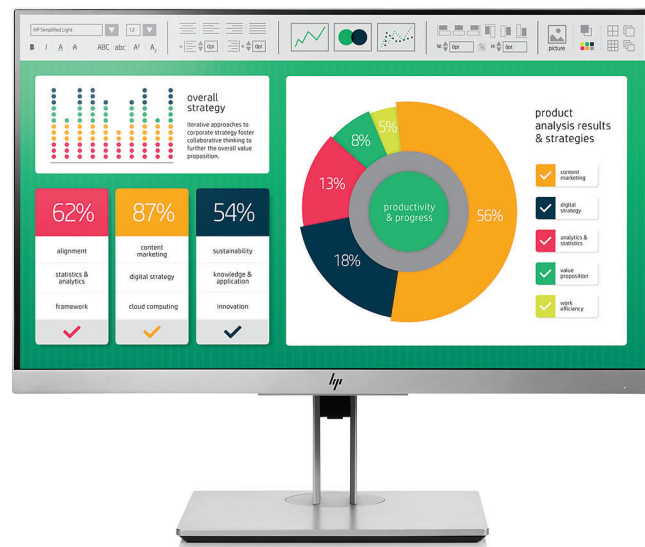 HP Simplified Light
12
B I A A ABC abc A² A₂
0pt
0pt
W: 0pt
H: 0pt
picture
overall
strategy
Iterative approaches to
corporate strategy foster
collaborative thinking to
further the overall value
proposition.
62%
alignment
statistics &
analytics
framework
87%
content
marketing
digital strategy
cloud computing
54%
sustainability
knowledge &
application
innovation
5%
8%
13%
18%
56%
productivity
& progress
product
analysis results
& strategies
content
marketing
digital
strategy
analytics &
statistics
value
proposition
work
efficiency
hp